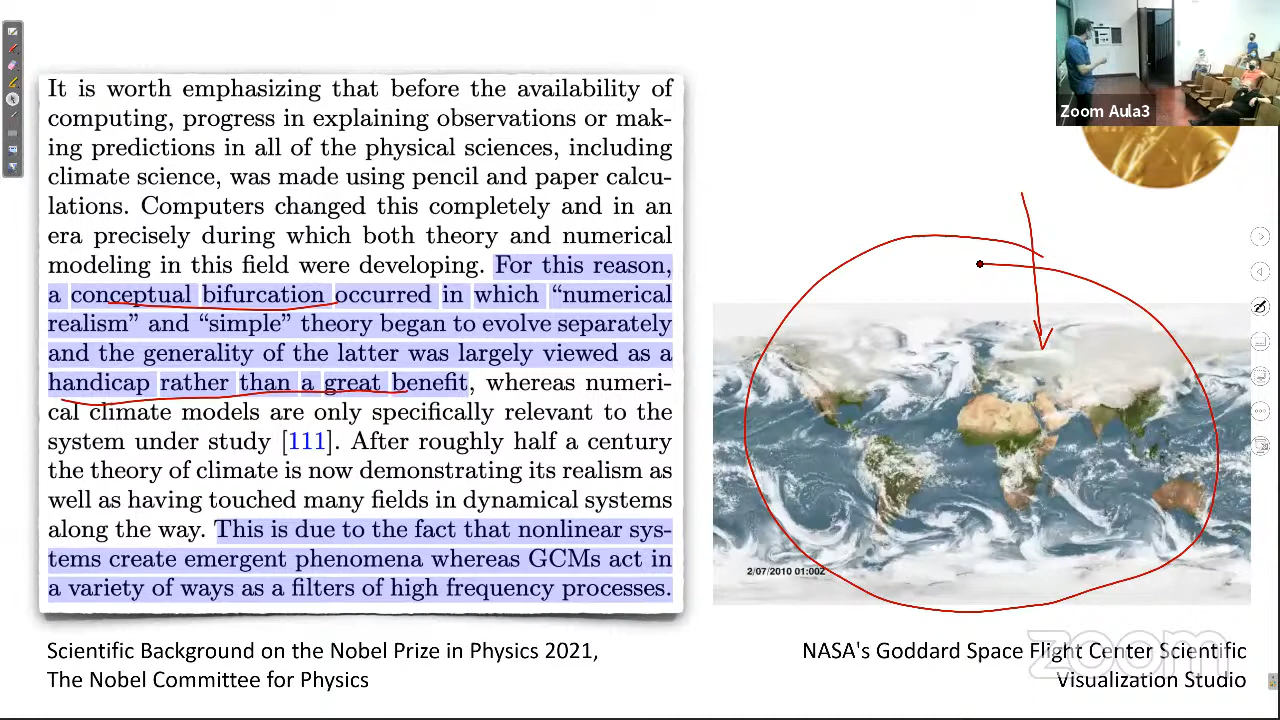 It is worth emphasizing that before the availability of
computing, progress in explaining observations or mak-
ing predictions in all of the physical sciences, including
climate science, was made using pencil and paper calcu-
lations. Computers changed this completely and in an
era precisely during which both theory and numerical
modeling in this field were developing. For this reason,
a conceptual bifurcation occurred in which “numerical
realism” and “simple” theory began to evolve separately
and the generality of the latter was largely viewed as a
handicap rather than a great benefit, whereas numeri-
cal climate models are only specifically relevant to the
system under study [111]. After roughly half a century
the theory of climate is now demonstrating its realism as
well as having touched many fields in dynamical systems
along the way. This is due to the fact that nonlinear sys-
tems create emergent phenomena whereas GCMs act in
a variety of ways as a filters of high frequency processes.
Scientific Background on the Nobel Prize in Physics 2021,
The Nobel Committee for Physics
Zoom Aula3
2/07/2010 01:00Z
NASA's Goddard Space Flight Center Scientific
Visualization Studio
zoom